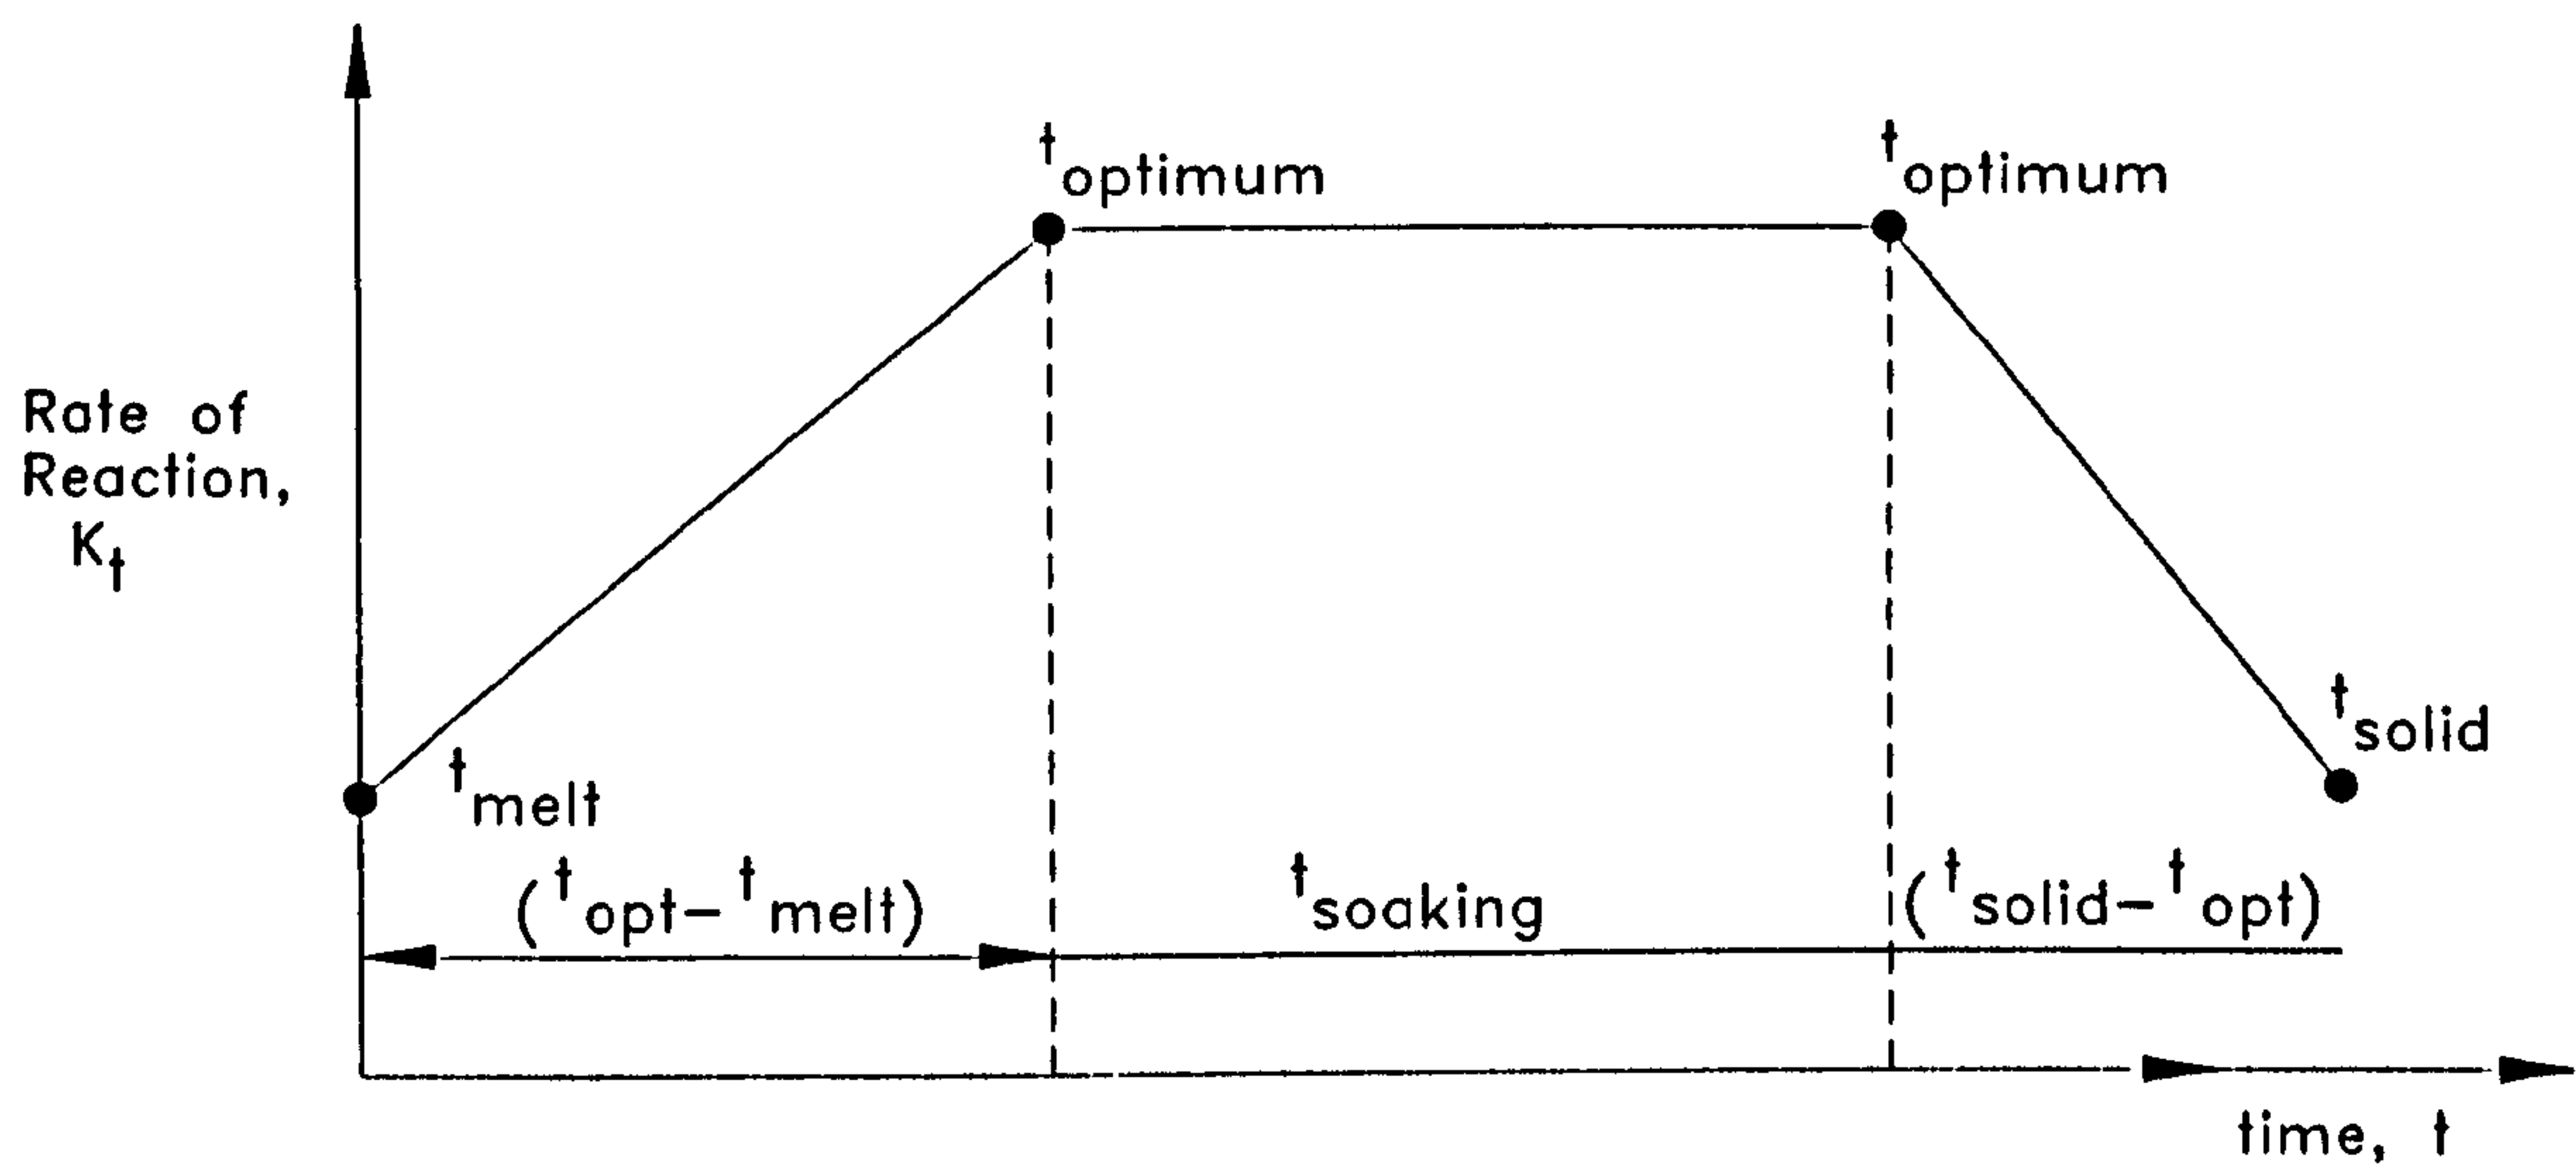 t optimum
t optimum
Rate of
Reaction,
K t
t solid
t melt
(t opt - t melt)
t soaking
(t solid - t opt)
time, t